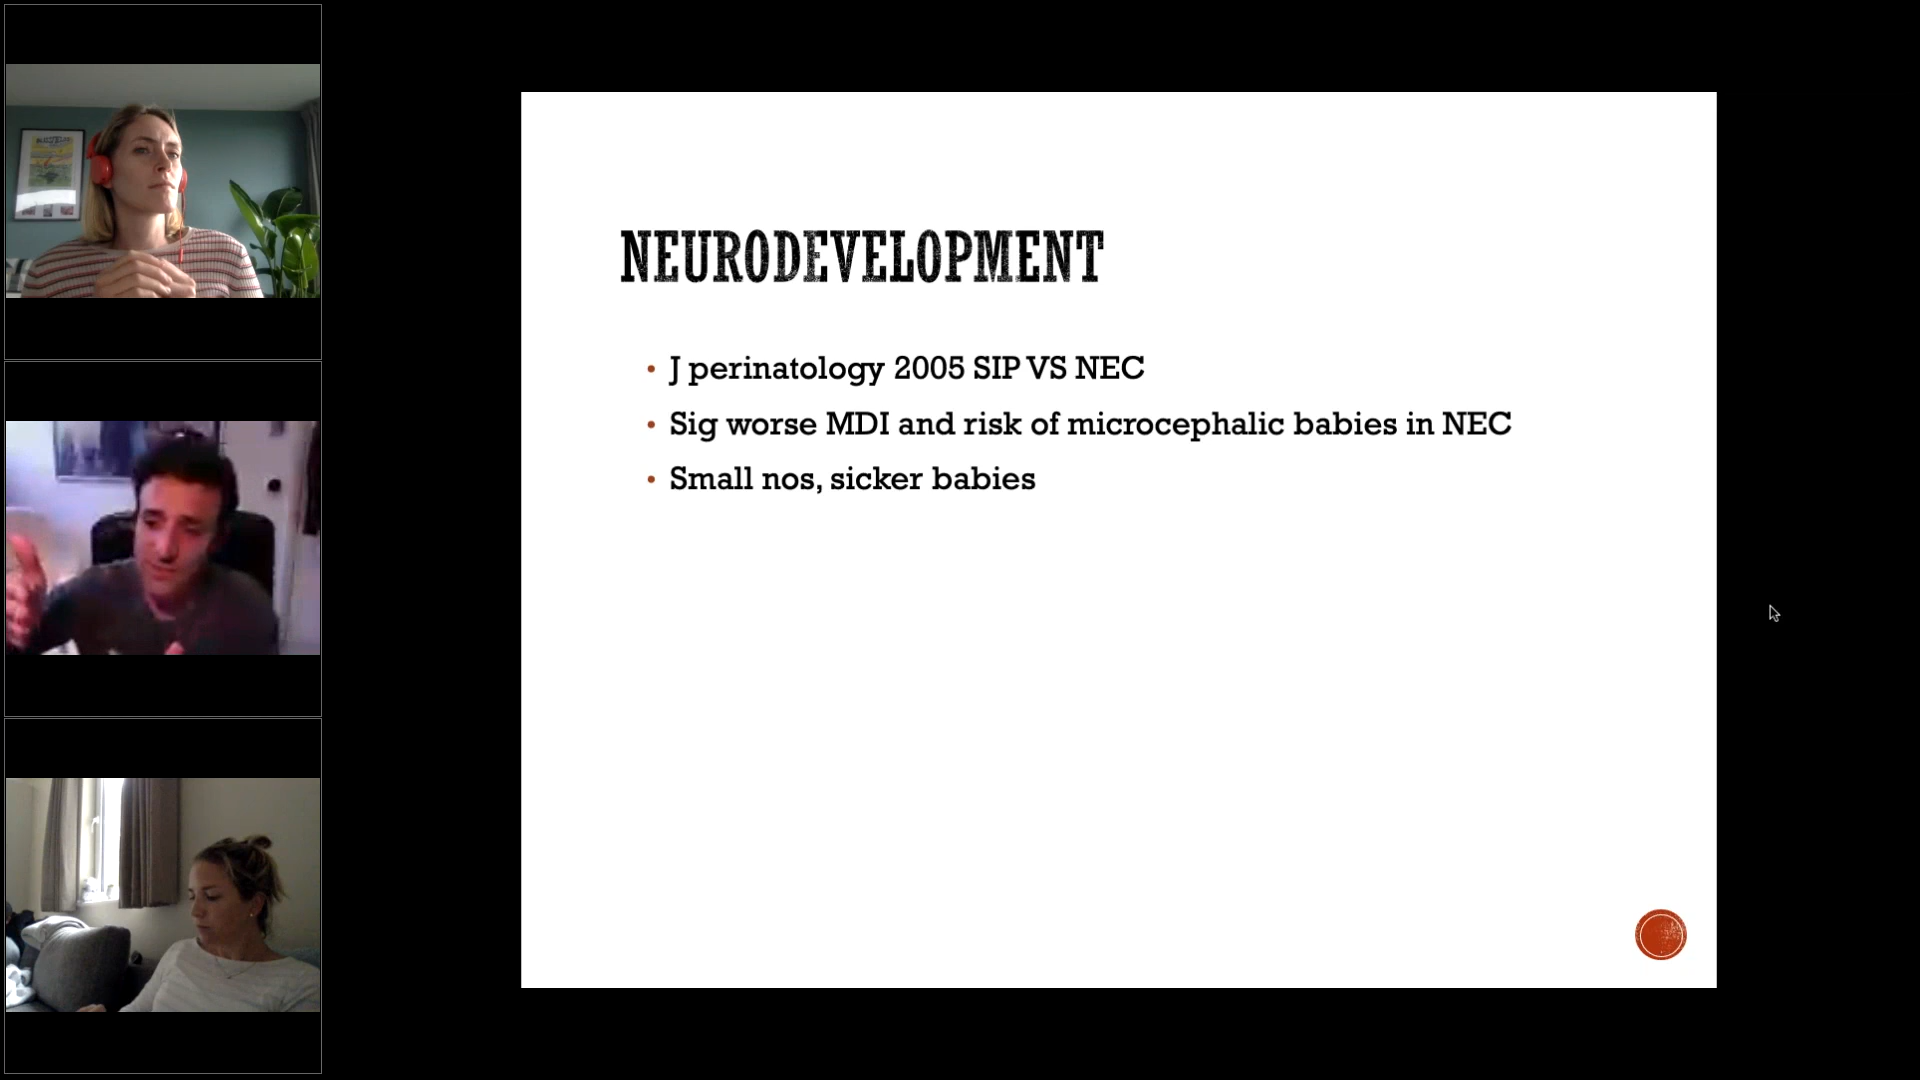 NEURODEVELOPMENT
J perinatology 2005 SIP VS NEC
Sig worse MDI and risk of microcephalic babies in NEC
Small nos, sicker babies